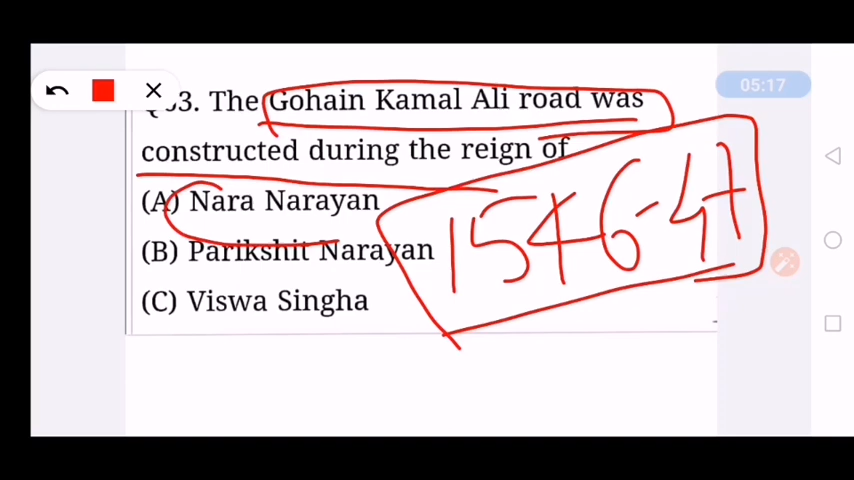 05:17
Q53. The Gohain Kamal Ali road was
constructed during the reign of
(A) Nara Narayan
(B) Parikshit Narayan
(C) Viswa Singha
1546-47